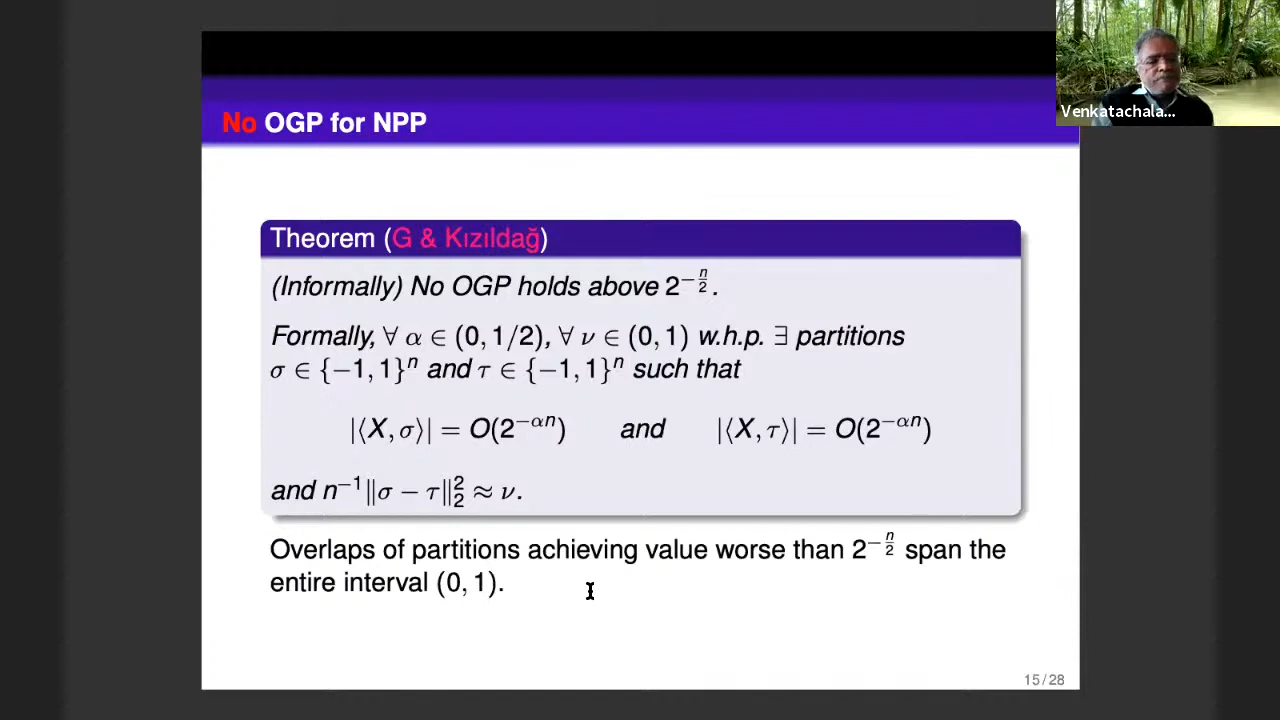 Venkatachala...
No OGP for NPP
Theorem (G & Kızıldağ)
(Informally) No OGP holds above 2^{−n/2}.
Formally, ∀ α ∈ (0, 1/2), ∀ ν ∈ (0, 1) w.h.p. ∃ partitions
σ ∈ {−1, 1}^n and τ ∈ {−1, 1}^n such that
|⟨X, σ⟩| = O(2^{−αn}) and |⟨X, τ⟩| = O(2^{−αn})
and n^{−1}‖σ − τ‖_2^2 ≈ ν.
Overlaps of partitions achieving value worse than 2^{−n/2} span the
entire interval (0, 1).
15 / 28